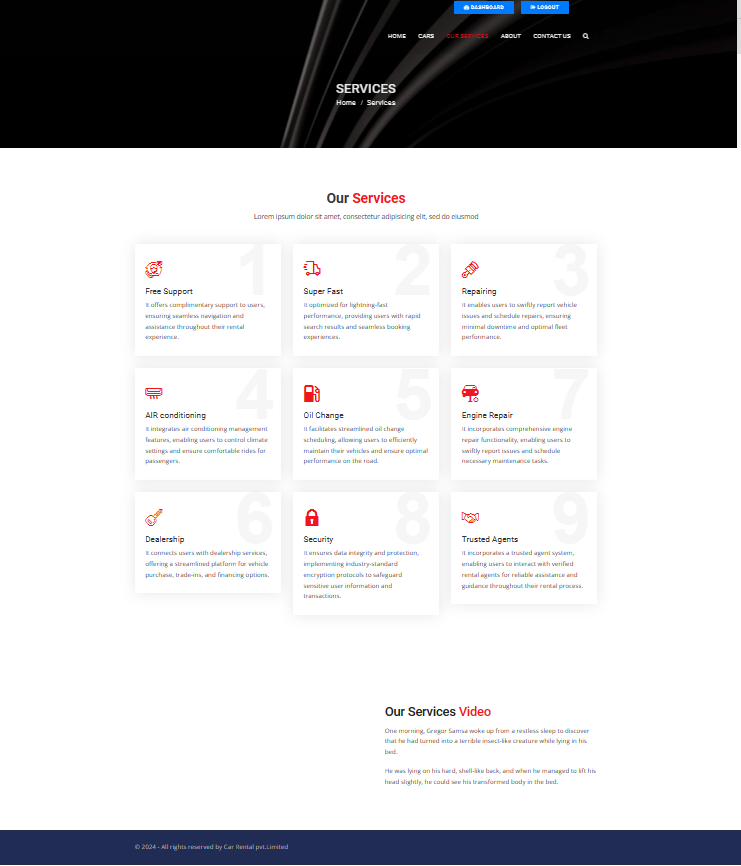 DASHBOARD LOGOUT
HOME CARS OUR SERVICES ABOUT CONTACT US
SERVICES
Home / Services
Our Services
Lorem ipsum dolor sit amet, consectetur adipisicing elit, sed do eiusmod
1
Free Support
It offers complimentary support to users,
ensuring seamless navigation and
assistance throughout their rental
experience.
2
Super Fast
It optimized for lightning-fast
performance, providing users with rapid
search results and seamless booking
experiences.
3
Repairing
It enables users to swiftly report vehicle
issues and schedule repairs, ensuring
minimal downtime and optimal fleet
performance.
4
AIR conditioning
It integrates air conditioning management
features, enabling users to control climate
settings and ensure comfortable rides for
passengers.
5
Oil Change
It facilitates streamlined oil change
scheduling, allowing users to efficiently
maintain their vehicles and ensure optimal
performance on the road.
7
Engine Repair
It incorporates comprehensive engine
repair functionality, enabling users to
swiftly report issues and schedule
necessary maintenance tasks.
6
Dealership
It connects users with dealership services,
offering a streamlined platform for vehicle
purchase, trade-ins, and financing options.
8
Security
It ensures data integrity and protection,
implementing industry-standard
encryption protocols to safeguard
sensitive user information and
transactions.
9
Trusted Agents
It incorporates a trusted agent system,
enabling users to interact with verified
rental agents for reliable assistance and
guidance throughout their rental process.
Our Services Video
One morning, Gregor Samsa woke up from a restless sleep to discover
that he had turned into a terrible insect-like creature while lying in his
bed.
He was lying on his hard, shell-like back, and when he managed to lift his
head slightly, he could see his transformed body in the bed.
© 2024 - All rights reserved by Car Rental pvt.Limited